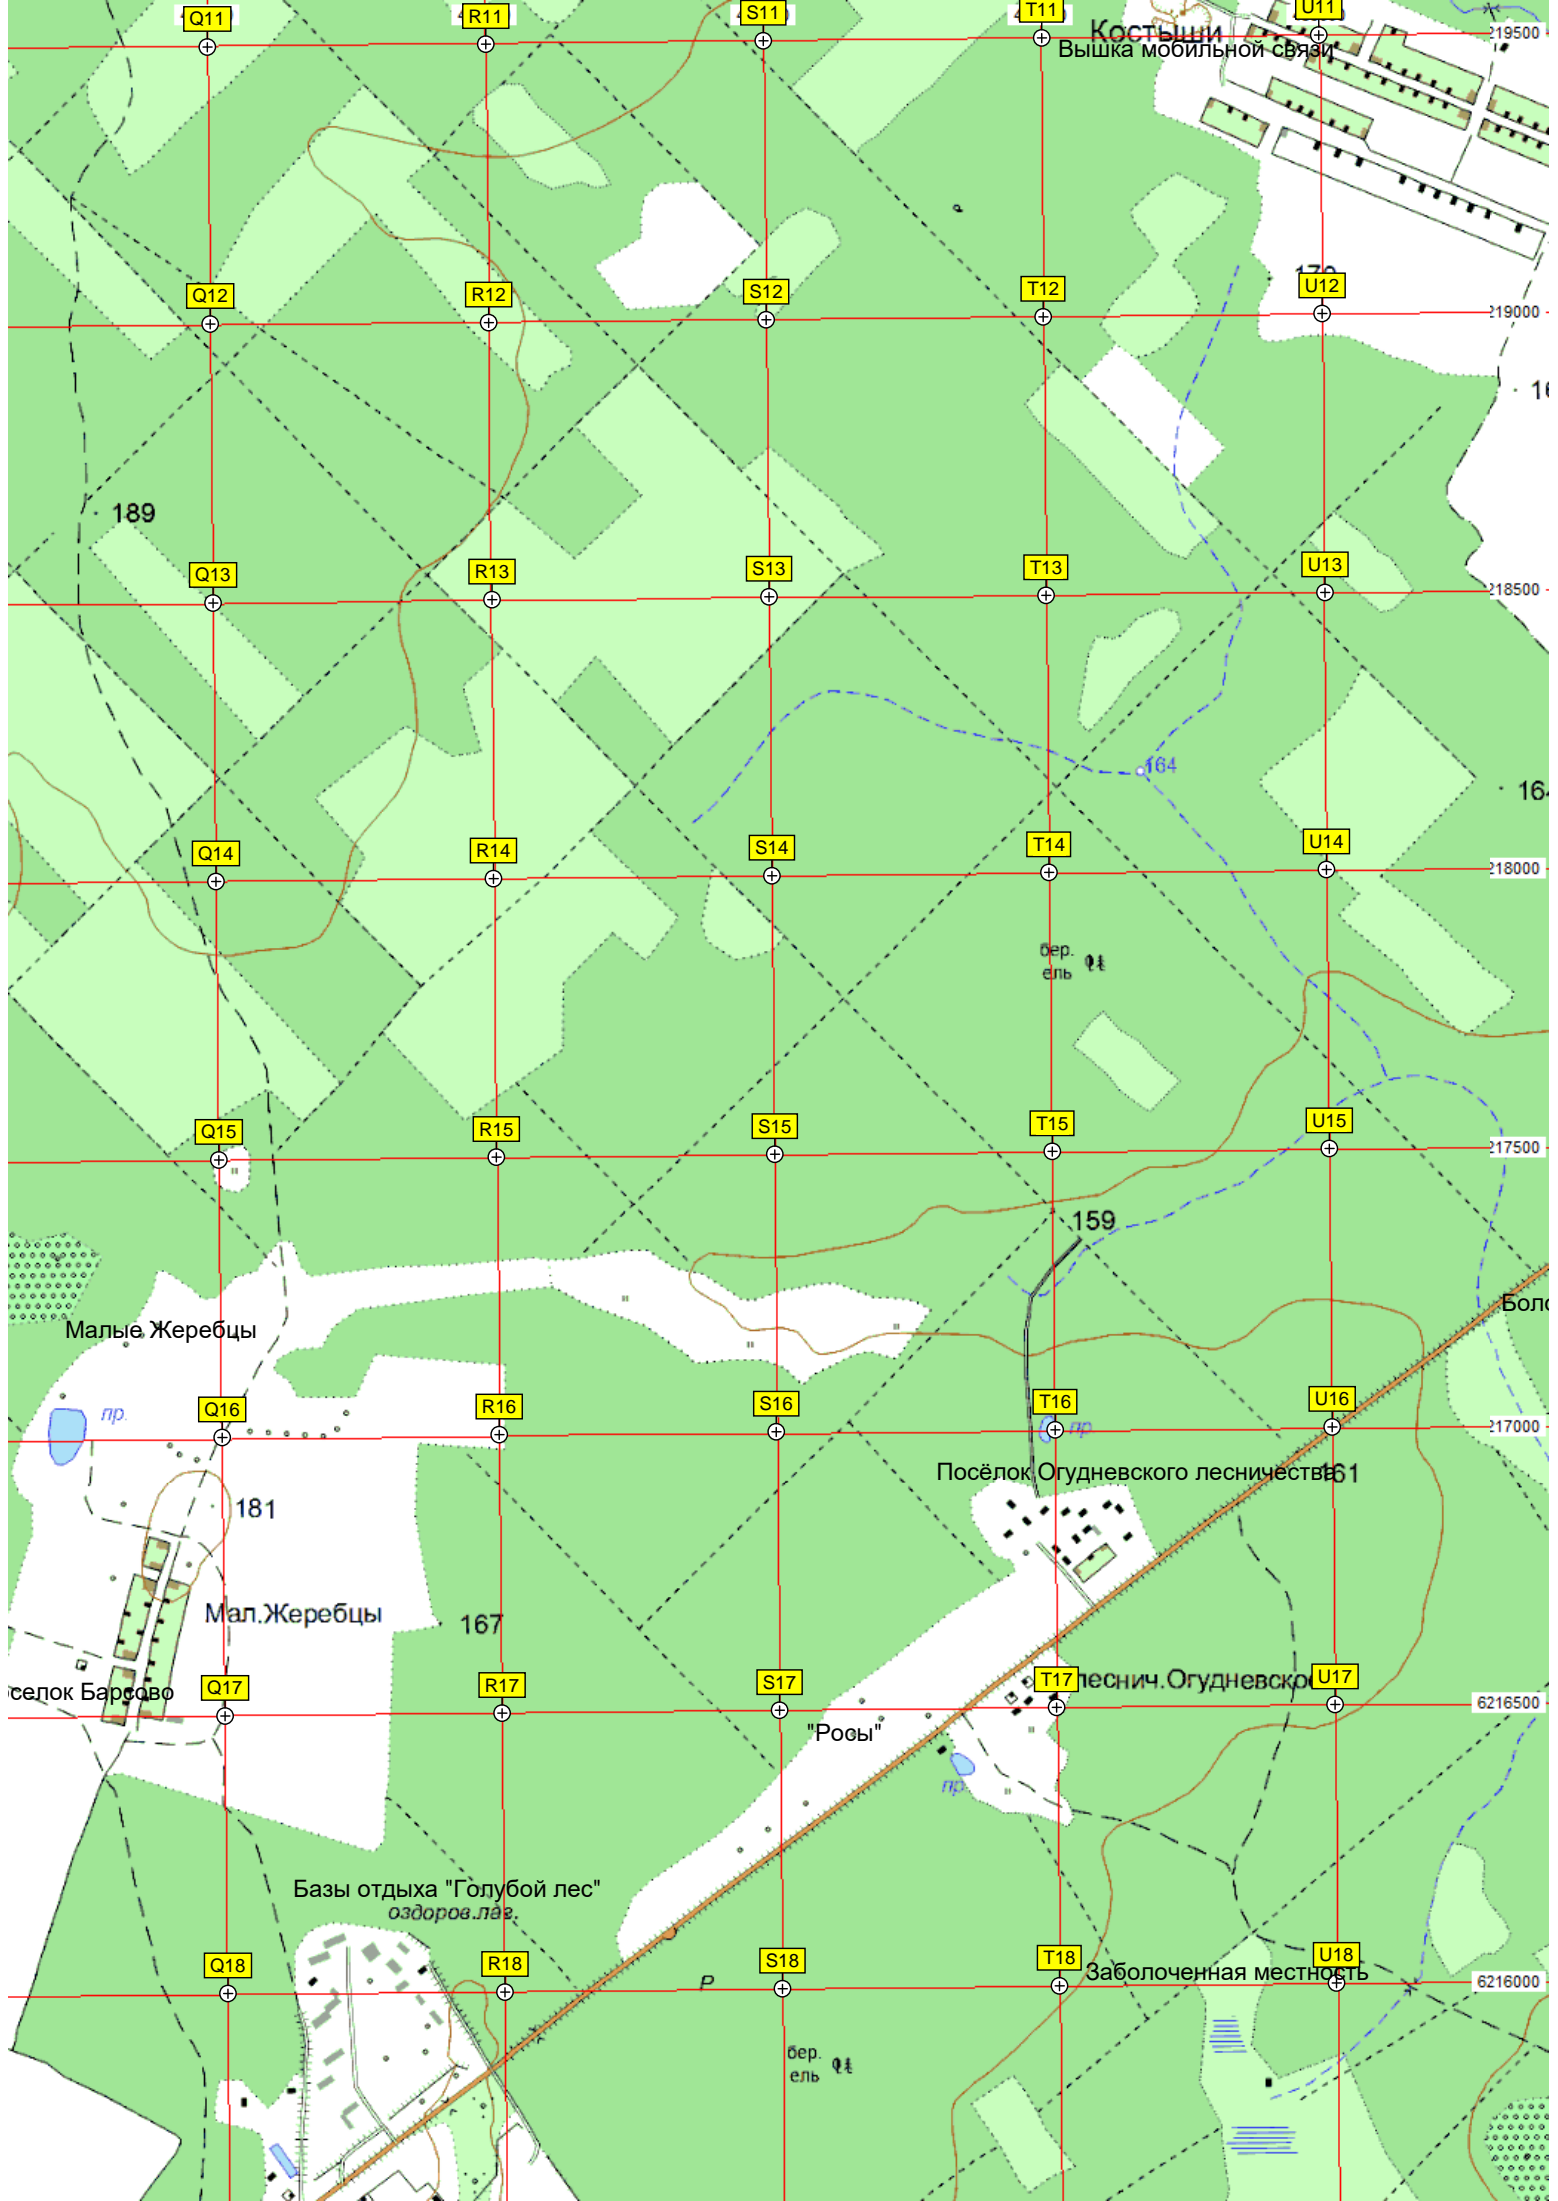 Q11
R11
S11
T11
U11
Костыши
219500
Вышка мобильной связи
170
Q12
R12
S12
T12
U12
219000
189
Q13
R13
S13
T13
U13
218500
164
Q14
R14
S14
T14
U14
218000
бер.
ель
Q15
R15
S15
T15
U15
217500
159
Малые Жеребцы
Q16
R16
S16
T16
U16
пр.
пр.
217000
Посёлок Огудневского лесничества
161
181
Мал.Жеребцы
167
Q17
R17
S17
T17
U17
леснич.Огудневское
селок Барсово
6216500
"Росы"
пр.
Базы отдыха "Голубой лес"
оздоров.лаг.
Q18
R18
S18
T18
U18
Заболоченная местность
Р
6216000
бер.
ель